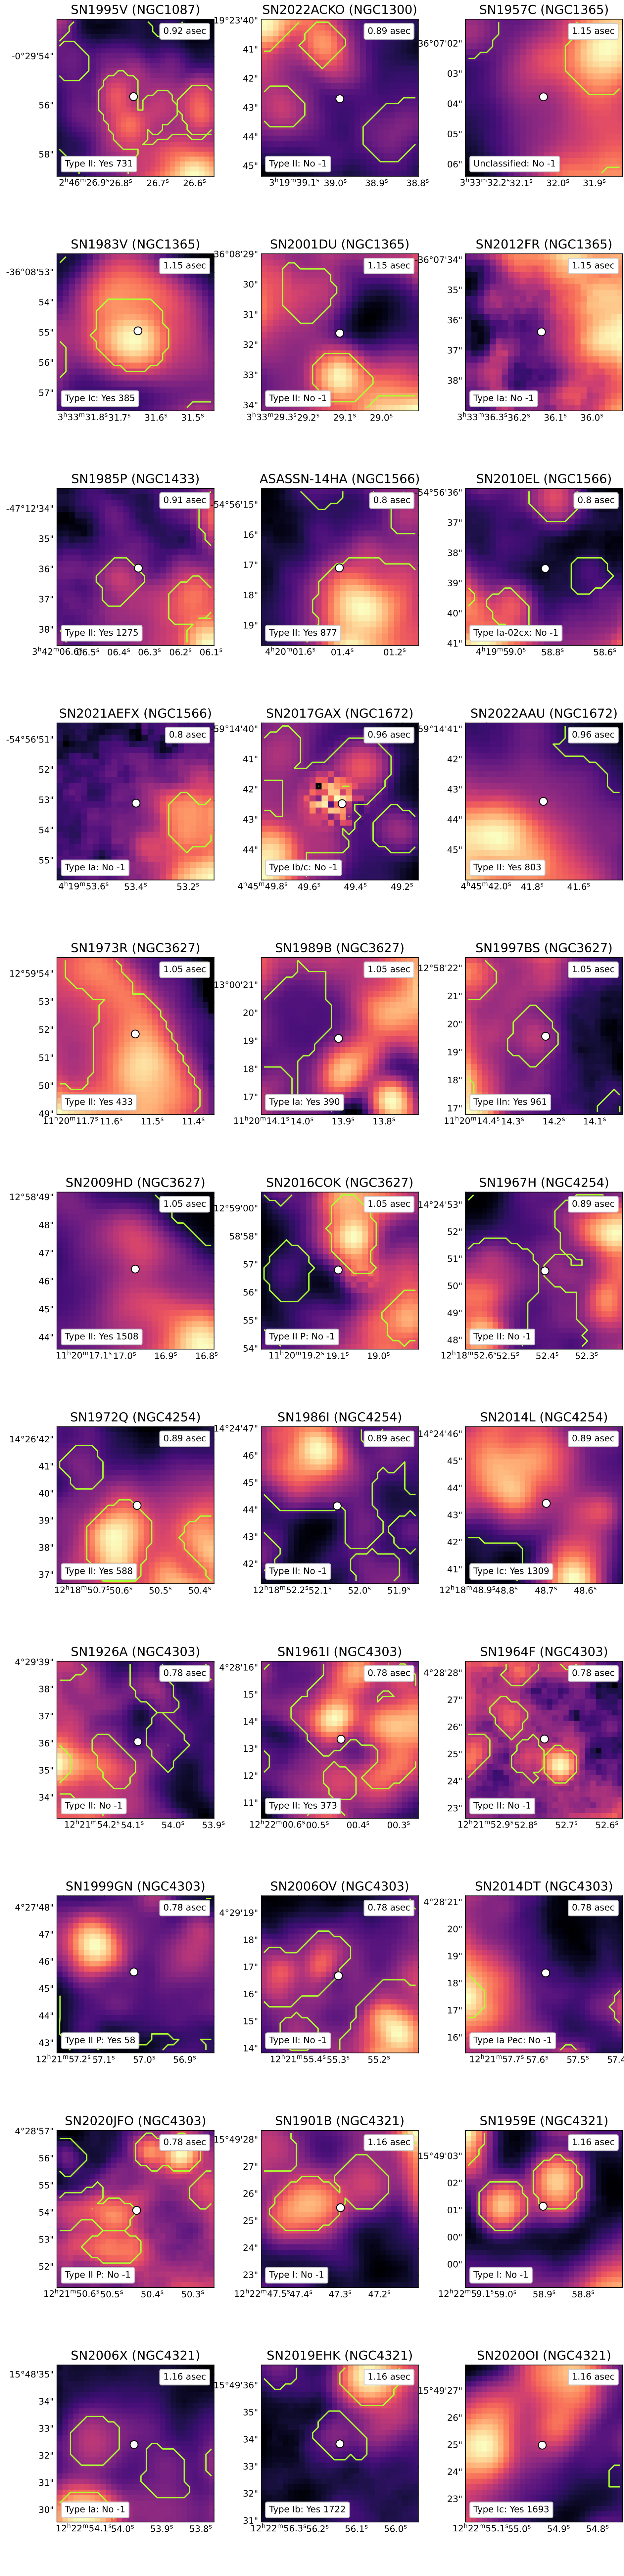 SN1995V (NGC1087) SN2022ACKO (NGC1300) SN1957C (NGC1365)
0.92 asec 0.89 asec 1.15 asec
Type II: Yes 731 Type II: No -1 Unclassified: No -1
-0°29'54" 56" 58"
19°23'40" 41" 42" 43" 44" 45"
36°07'02" 03" 04" 05" 06"
2ʰ46ᵐ26.9ˢ26.8ˢ 26.7ˢ 26.6ˢ
3ʰ19ᵐ39.1ˢ 39.0ˢ 38.9ˢ 38.8ˢ
3ʰ33ᵐ32.2ˢ32.1ˢ 32.0ˢ 31.9ˢ
SN1983V (NGC1365) SN2001DU (NGC1365) SN2012FR (NGC1365)
1.15 asec 1.15 asec 1.15 asec
Type Ic: Yes 385 Type II: No -1 Type Ia: No -1
-36°08'53" 54" 55" 56" 57"
36°08'29" 30" 31" 32" 33" 34"
-36°07'34" 35" 36" 37" 38"
3ʰ33ᵐ31.8ˢ31.7ˢ 31.6ˢ 31.5ˢ
3ʰ33ᵐ29.3ˢ29.2ˢ 29.1ˢ 29.0ˢ
3ʰ33ᵐ36.3ˢ36.2ˢ 36.1ˢ 36.0ˢ
SN1985P (NGC1433) ASASSN-14HA (NGC1566) SN2010EL (NGC1566)
0.91 asec 0.8 asec 0.8 asec
Type II: Yes 1275 Type II: Yes 877 Type Ia-02cx: No -1
-47°12'34" 35" 36" 37" 38"
-54°56'15" 16" 17" 18" 19"
54°56'36" 37" 38" 39" 40" 41"
3ʰ42ᵐ06.6ˢ06.5ˢ 06.4ˢ 06.3ˢ 06.2ˢ 06.1ˢ
4ʰ20ᵐ01.6ˢ 01.4ˢ 01.2ˢ
4ʰ19ᵐ59.0ˢ 58.8ˢ 58.6ˢ
SN2021AEFX (NGC1566) SN2017GAX (NGC1672) SN2022AAU (NGC1672)
0.8 asec 0.96 asec 0.96 asec
Type Ia: No -1 Type Ib/c: No -1 Type II: Yes 803
-54°56'51" 52" 53" 54" 55"
59°14'40" 41" 42" 43" 44"
59°14'41" 42" 43" 44" 45"
4ʰ19ᵐ53.6ˢ 53.4ˢ 53.2ˢ
4ʰ45ᵐ49.8ˢ 49.6ˢ 49.4ˢ 49.2ˢ
4ʰ45ᵐ42.0ˢ 41.8ˢ 41.6ˢ
SN1973R (NGC3627) SN1989B (NGC3627) SN1997BS (NGC3627)
1.05 asec 1.05 asec 1.05 asec
Type II: Yes 433 Type Ia: Yes 390 Type IIn: Yes 961
12°59'54" 53" 52" 51" 50" 49"
13°00'21" 20" 19" 18" 17"
12°58'22" 21" 20" 19" 18" 17"
11ʰ20ᵐ11.7ˢ11.6ˢ 11.5ˢ 11.4ˢ
11ʰ20ᵐ14.1ˢ14.0ˢ 13.9ˢ 13.8ˢ
11ʰ20ᵐ14.4ˢ14.3ˢ 14.2ˢ 14.1ˢ
SN2009HD (NGC3627) SN2016COK (NGC3627) SN1967H (NGC4254)
1.05 asec 1.05 asec 0.89 asec
Type II: Yes 1508 Type II P: No -1 Type II: No -1
12°58'49" 48" 47" 46" 45" 44"
12°59'00" 58'58" 57" 56" 55" 54"
14°24'53" 52" 51" 50" 49" 48"
11ʰ20ᵐ17.1ˢ17.0ˢ 16.9ˢ 16.8ˢ
11ʰ20ᵐ19.2ˢ19.1ˢ 19.0ˢ
12ʰ18ᵐ52.6ˢ52.5ˢ 52.4ˢ 52.3ˢ
SN1972Q (NGC4254) SN1986I (NGC4254) SN2014L (NGC4254)
0.89 asec 0.89 asec 0.89 asec
Type II: Yes 588 Type II: No -1 Type Ic: Yes 1309
14°26'42" 41" 40" 39" 38" 37"
14°24'47" 46" 45" 44" 43" 42"
14°24'46" 45" 44" 43" 42" 41"
12ʰ18ᵐ50.7ˢ50.6ˢ 50.5ˢ 50.4ˢ
12ʰ18ᵐ52.2ˢ52.1ˢ 52.0ˢ 51.9ˢ
12ʰ18ᵐ48.9ˢ48.8ˢ 48.7ˢ 48.6ˢ
SN1926A (NGC4303) SN1961I (NGC4303) SN1964F (NGC4303)
0.78 asec 0.78 asec 0.78 asec
Type II: No -1 Type II: Yes 373 Type II: No -1
4°29'39" 38" 37" 36" 35" 34"
4°28'16" 15" 14" 13" 12" 11"
4°28'28" 27" 26" 25" 24" 23"
12ʰ21ᵐ54.2ˢ54.1ˢ 54.0ˢ 53.9ˢ
12ʰ22ᵐ00.6ˢ00.5ˢ 00.4ˢ 00.3ˢ
12ʰ21ᵐ52.9ˢ52.8ˢ 52.7ˢ 52.6ˢ
SN1999GN (NGC4303) SN2006OV (NGC4303) SN2014DT (NGC4303)
0.78 asec 0.78 asec 0.78 asec
Type II P: Yes 58 Type II: No -1 Type Ia Pec: No -1
4°27'48" 47" 46" 45" 44" 43"
4°29'19" 18" 17" 16" 15" 14"
4°28'21" 20" 19" 18" 17" 16"
12ʰ21ᵐ57.2ˢ57.1ˢ 57.0ˢ 56.9ˢ
12ʰ21ᵐ55.4ˢ55.3ˢ 55.2ˢ
12ʰ21ᵐ57.7ˢ57.6ˢ 57.5ˢ 57.4
SN2020JFO (NGC4303) SN1901B (NGC4321) SN1959E (NGC4321)
0.78 asec 1.16 asec 1.16 asec
Type II P: No -1 Type I: No -1 Type I: No -1
4°28'57" 56" 55" 54" 53" 52"
15°49'28" 27" 26" 25" 24" 23"
15°49'03" 02" 01" 00" 00"
12ʰ21ᵐ50.6ˢ50.5ˢ 50.4ˢ 50.3ˢ
12ʰ22ᵐ47.5ˢ47.4ˢ 47.3ˢ 47.2ˢ
12ʰ22ᵐ59.1ˢ59.0ˢ 58.9ˢ 58.8ˢ
SN2006X (NGC4321) SN2019EHK (NGC4321) SN2020OI (NGC4321)
1.16 asec 1.16 asec 1.16 asec
Type Ia: No -1 Type Ib: Yes 1722 Type Ic: Yes 1693
15°48'35" 34" 33" 32" 31" 30"
15°49'36" 35" 34" 33" 32" 31"
15°49'27" 26" 25" 24" 23"
12ʰ22ᵐ54.1ˢ54.0ˢ 53.9ˢ 53.8ˢ
12ʰ22ᵐ56.3ˢ56.2ˢ 56.1ˢ 56.0ˢ
12ʰ22ᵐ55.1ˢ55.0ˢ 54.9ˢ 54.8ˢ